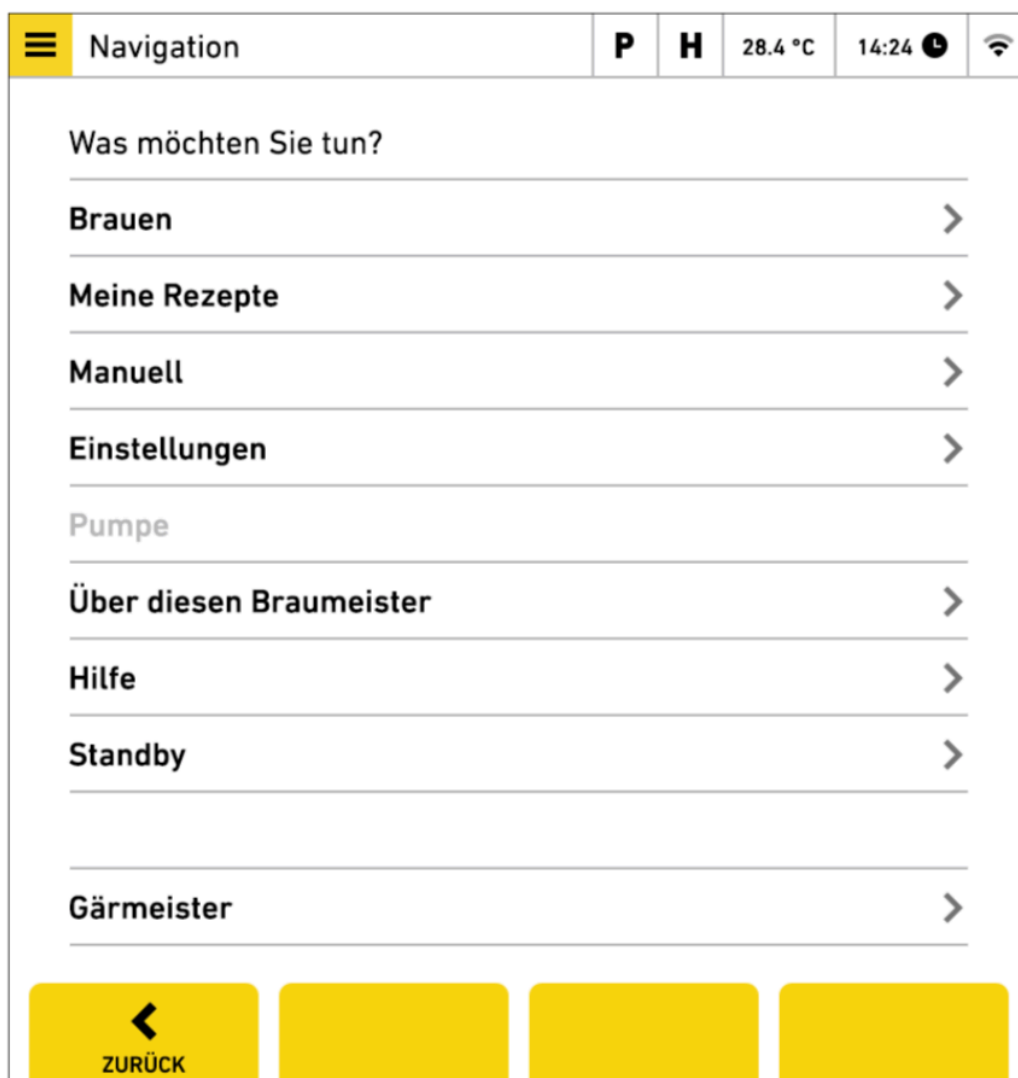 Navigation P H 28.4 °C 14:24
Was möchten Sie tun?
Brauen
Meine Rezepte
Manuell
Einstellungen
Pumpe
Über diesen Braumeister
Hilfe
Standby
Gärmeister
ZURÜCK